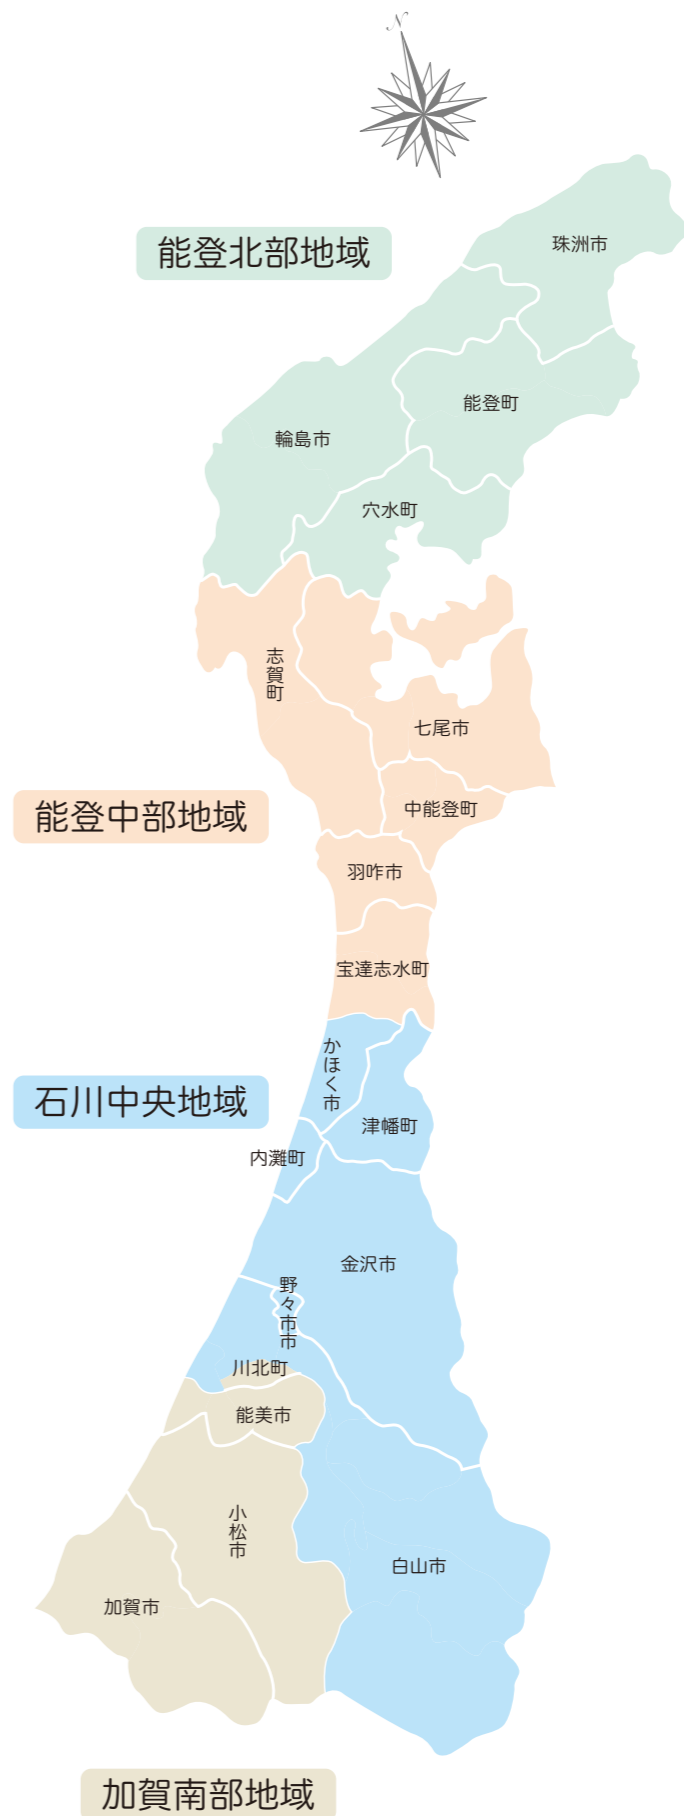 N
珠洲市
能登北部地域
能登町
輪島市
穴水町
志賀町
七尾市
能登中部地域
中能登町
羽咋市
宝達志水町
かほく市
石川中央地域
津幡町
内灘町
金沢市
野々市市
川北町
能美市
小松市
白山市
加賀市
加賀南部地域